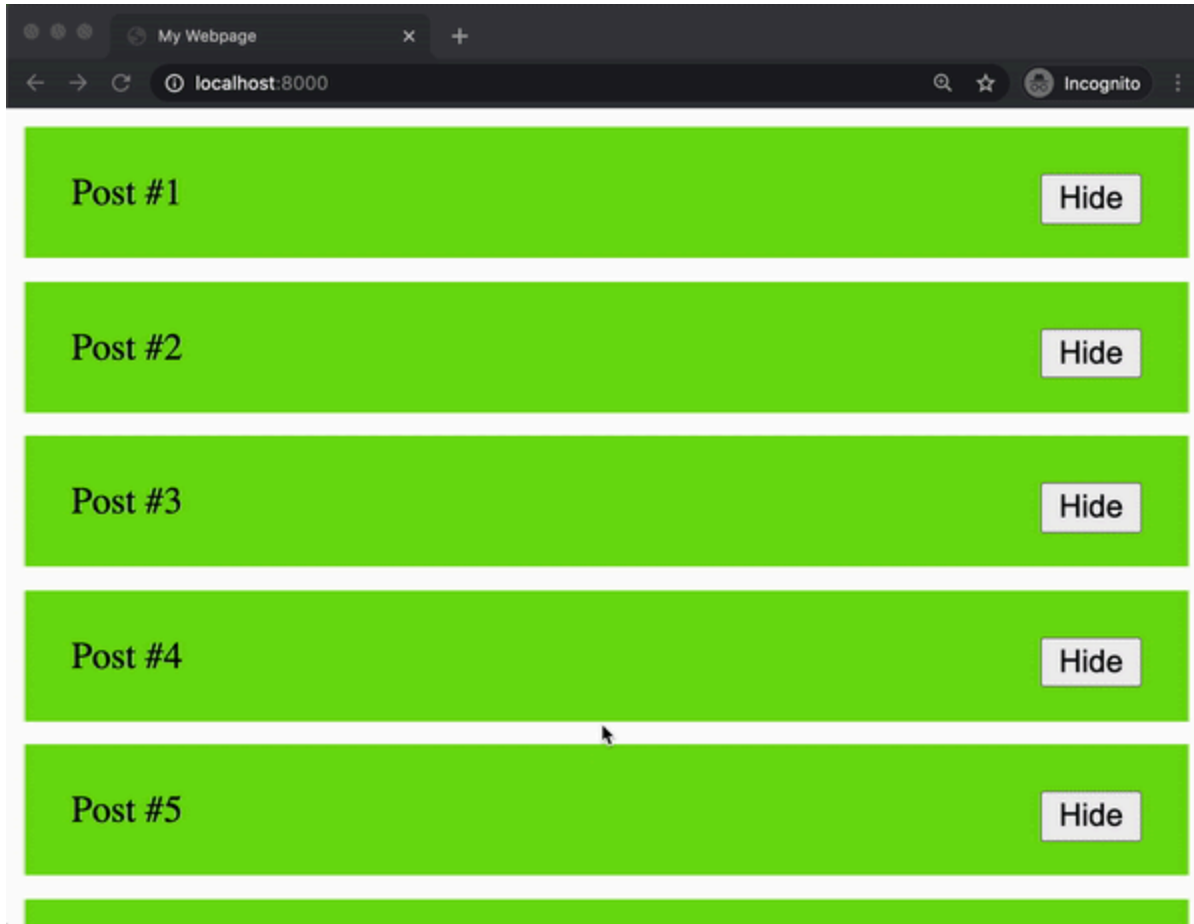 My Webpage
localhost:8000
Incognito
Post #1
Hide
Post #2
Hide
Post #3
Hide
Post #4
Hide
Post #5
Hide